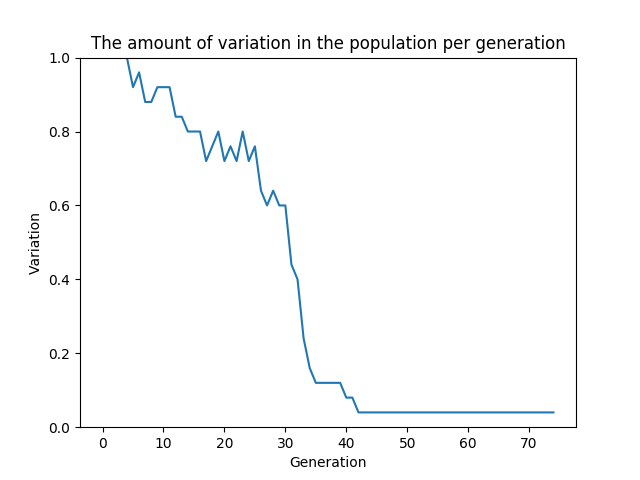 The amount of variation in the population per generation
1.0
0.8
0.6
0.4
0.2
0.0
Variation
0 10 20 30 40 50 60 70
Generation